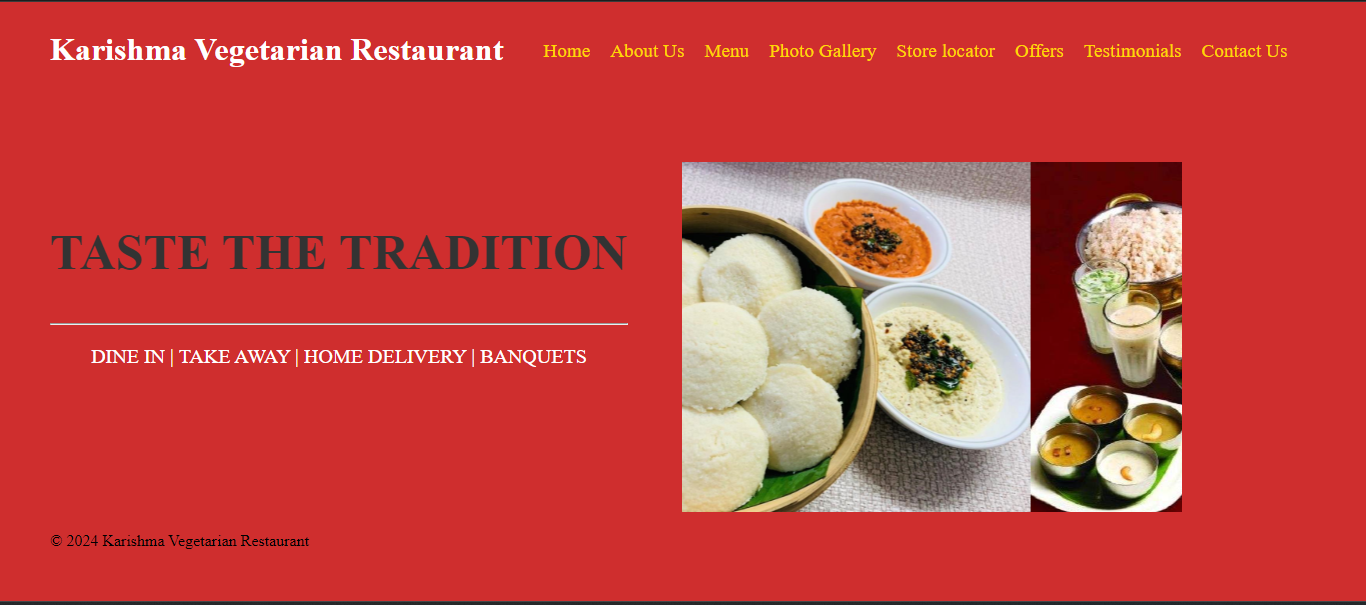 Karishma Vegetarian Restaurant
Home About Us Menu Photo Gallery Store locator Offers Testimonials Contact Us
TASTE THE TRADITION
DINE IN | TAKE AWAY | HOME DELIVERY | BANQUETS
© 2024 Karishma Vegetarian Restaurant